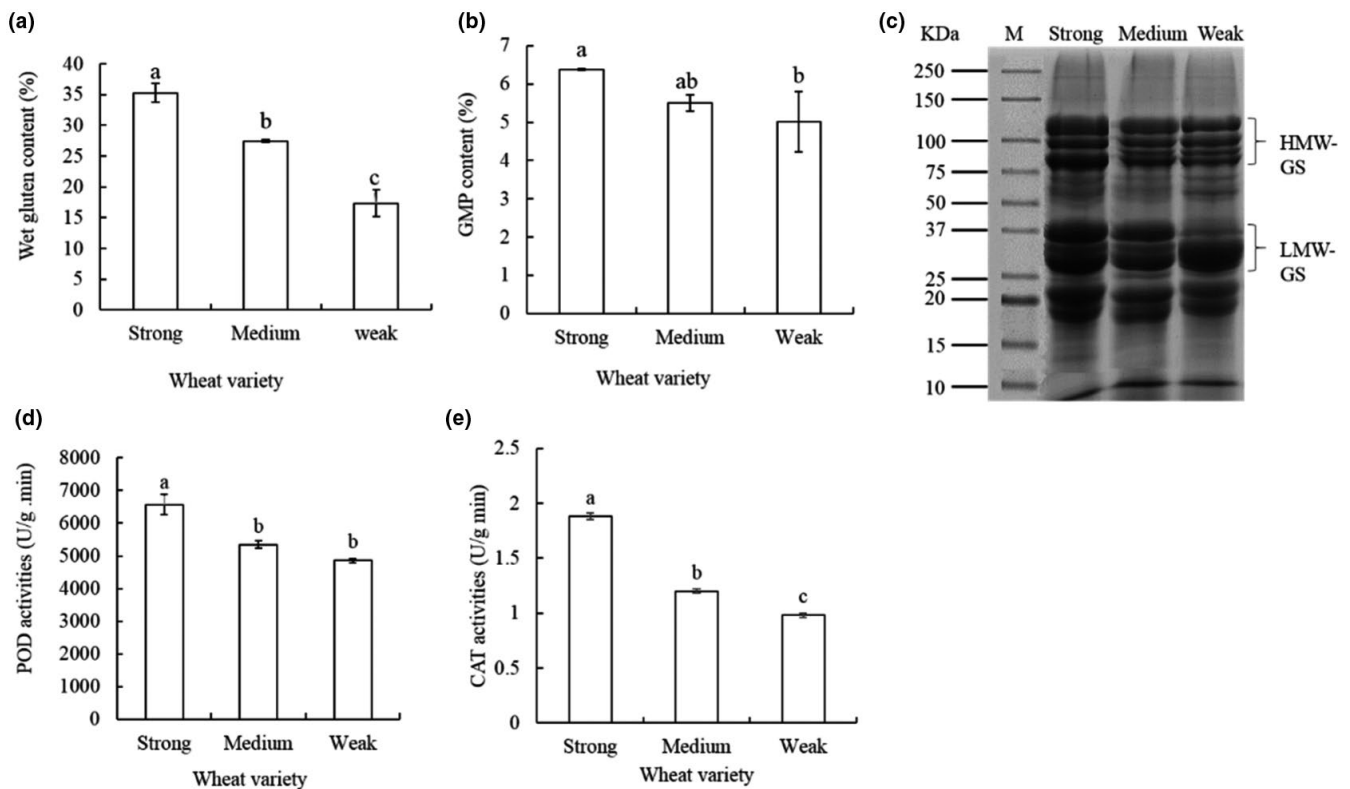 (a)
Wet gluten content (%)
40
35
30
25
20
15
10
5
0
a
b
c
Strong Medium weak
Wheat variety
(b)
GMP content (%)
7
6
5
4
3
2
1
0
a
ab
b
Strong Medium Weak
Wheat variety
(c)
KDa M Strong Medium Weak
250
150
100
75
50
37
25
20
15
10
HMW-
GS
LMW-
GS
(d)
POD activities (U/g .min)
8000
7000
6000
5000
4000
3000
2000
1000
0
a
b
b
Strong Medium Weak
Wheat variety
(e)
CAT activities (U/g min)
2.5
2
1.5
1
0.5
0
a
b
c
Strong Medium Weak
Wheat variety